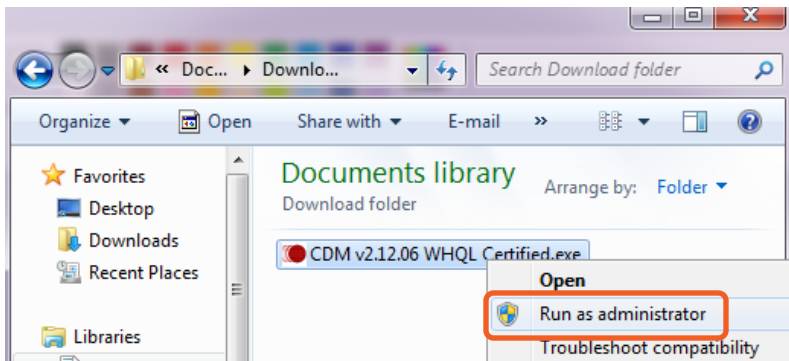 « Doc... Downlo... Search Download folder
Organize Open Share with E-mail »
Favorites
Desktop
Downloads
Recent Places
Libraries
Documents library
Download folder
Arrange by: Folder
CDM v2.12.06 WHQL Certified.exe
Open
Run as administrator
Troubleshoot compatibility